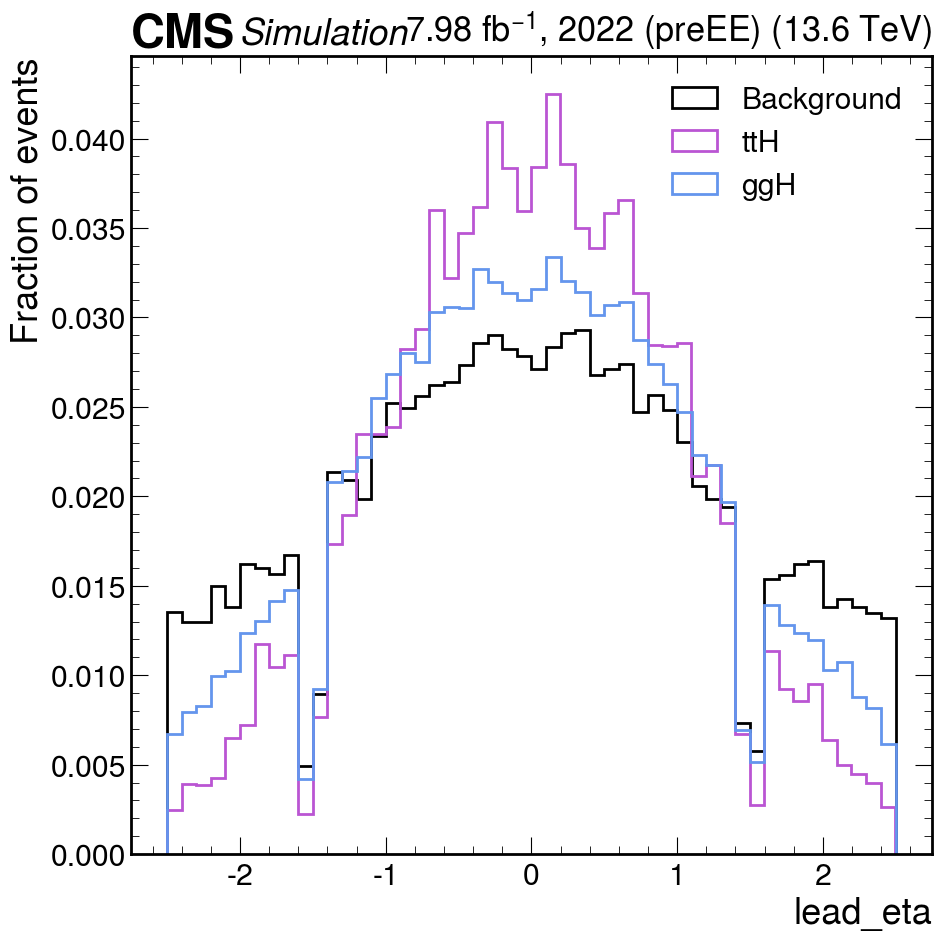 CMS Simulation 7.98 fb⁻¹, 2022 (preEE) (13.6 TeV)
Fraction of events
0.040
0.035
0.030
0.025
0.020
0.015
0.010
0.005
0.000
Background
ttH
ggH
-2 -1 0 1 2
lead_eta